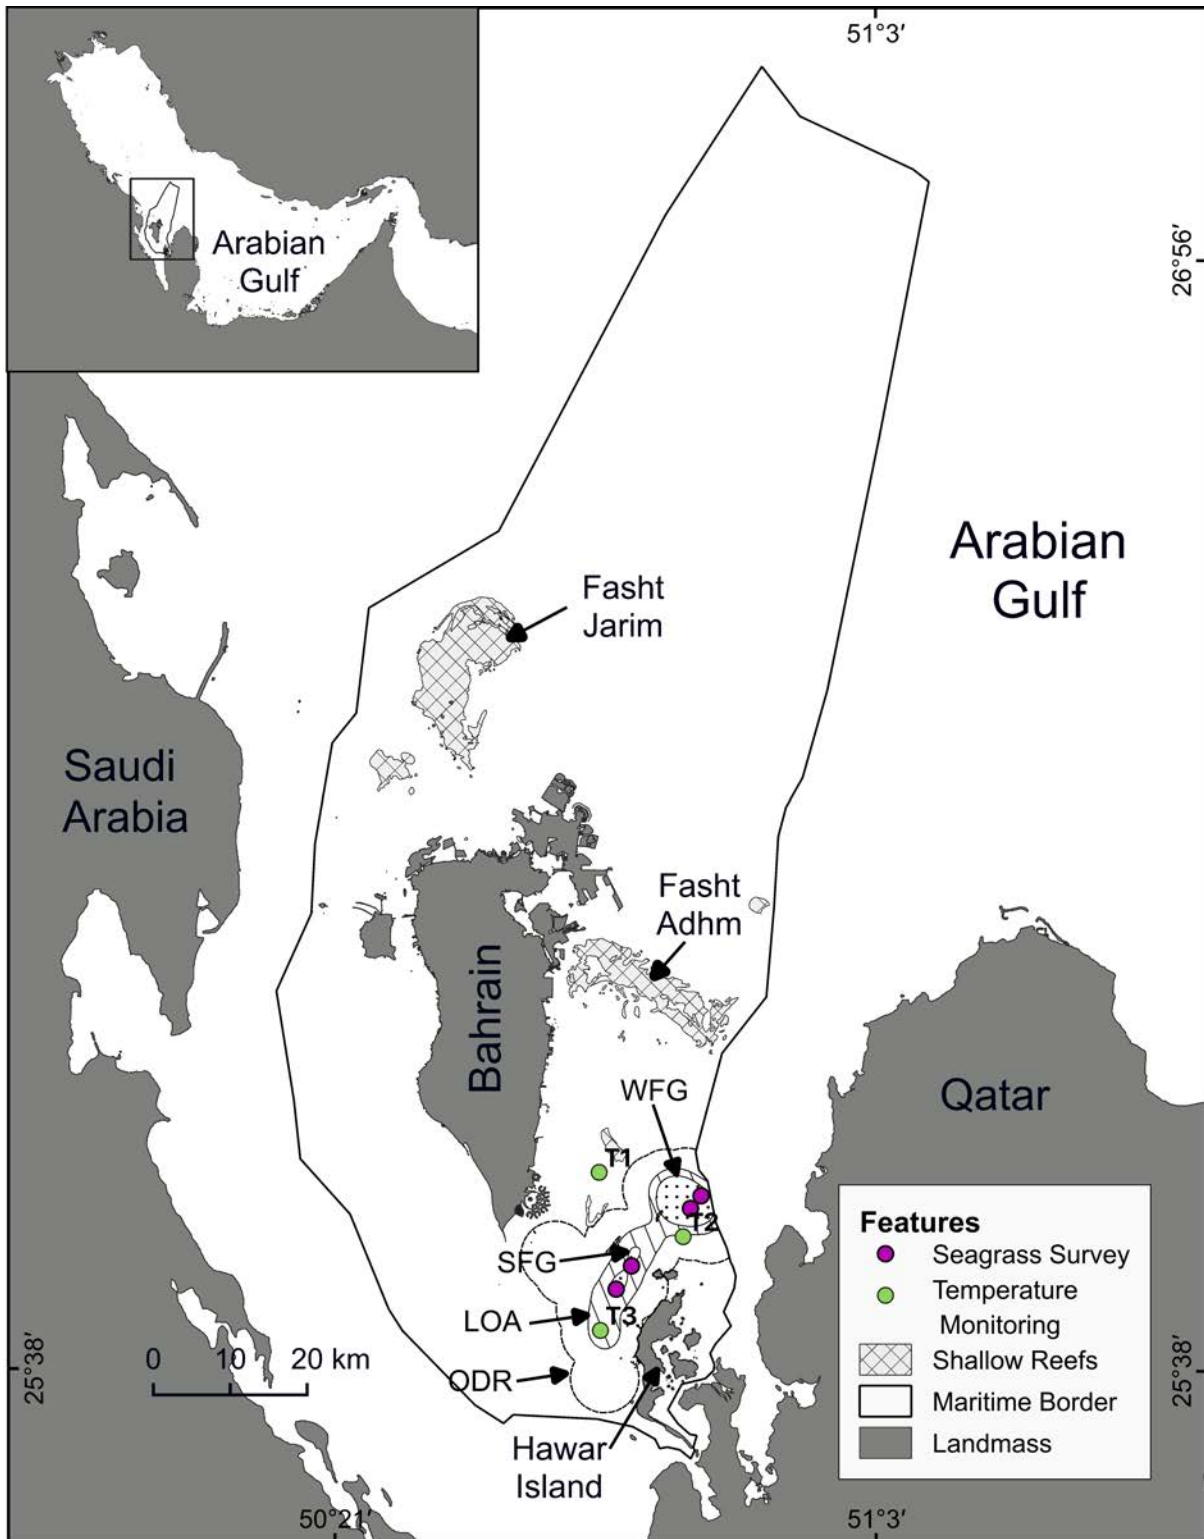 51°3′
Arabian
Gulf
26°56′
Arabian
Gulf
Fasht
Jarim
Saudi
Arabia
Fasht
Adhm
Bahrain
WFG
Qatar
T1
T2
SFG
LOA
T3
ODR
Hawar
Island
Features
Seagrass Survey
Temperature
Monitoring
Shallow Reefs
Maritime Border
Landmass
25°38′
0 10 20 km
25°38′
50°21′
51°3′